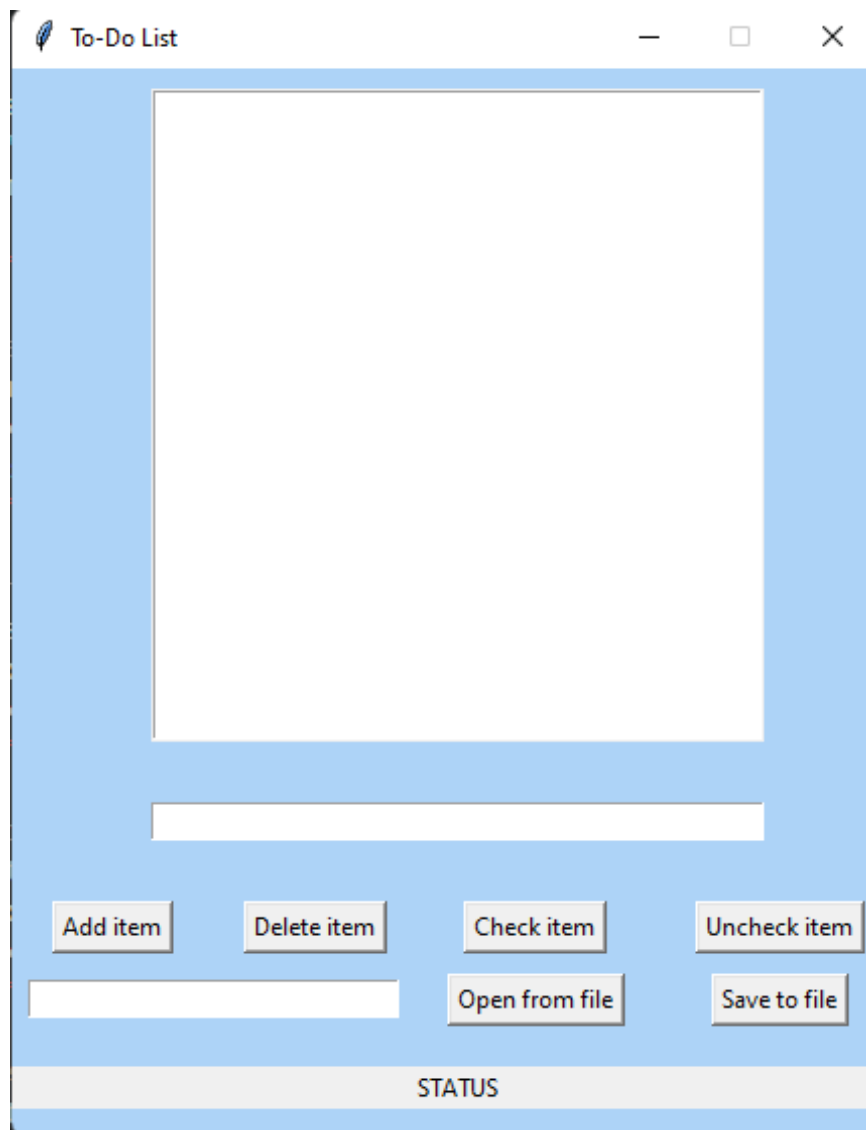 To-Do List
Add item Delete item Check item Uncheck item
Open from file Save to file
STATUS